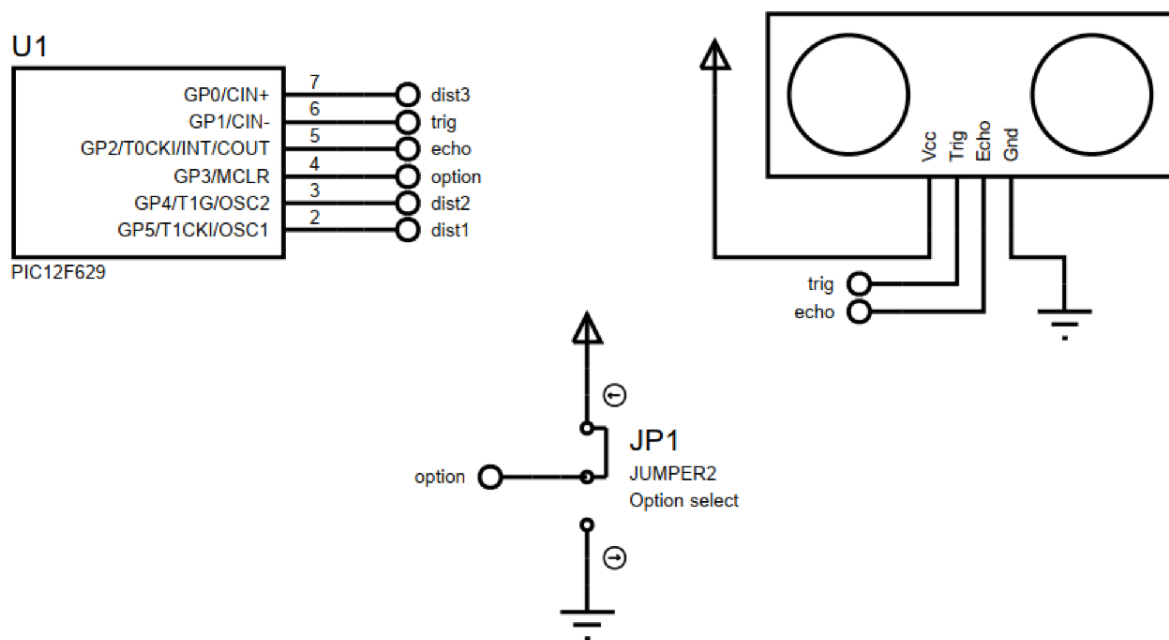 U1
GP0/CIN+ 7 dist3
GP1/CIN- 6 trig
GP2/T0CKI/INT/COUT 5 echo
GP3/MCLR 4 option
GP4/T1G/OSC2 3 dist2
GP5/T1CKI/OSC1 2 dist1
PIC12F629
Vcc
Trig
Echo
Gnd
trig
echo
JP1
option
JUMPER2
Option select